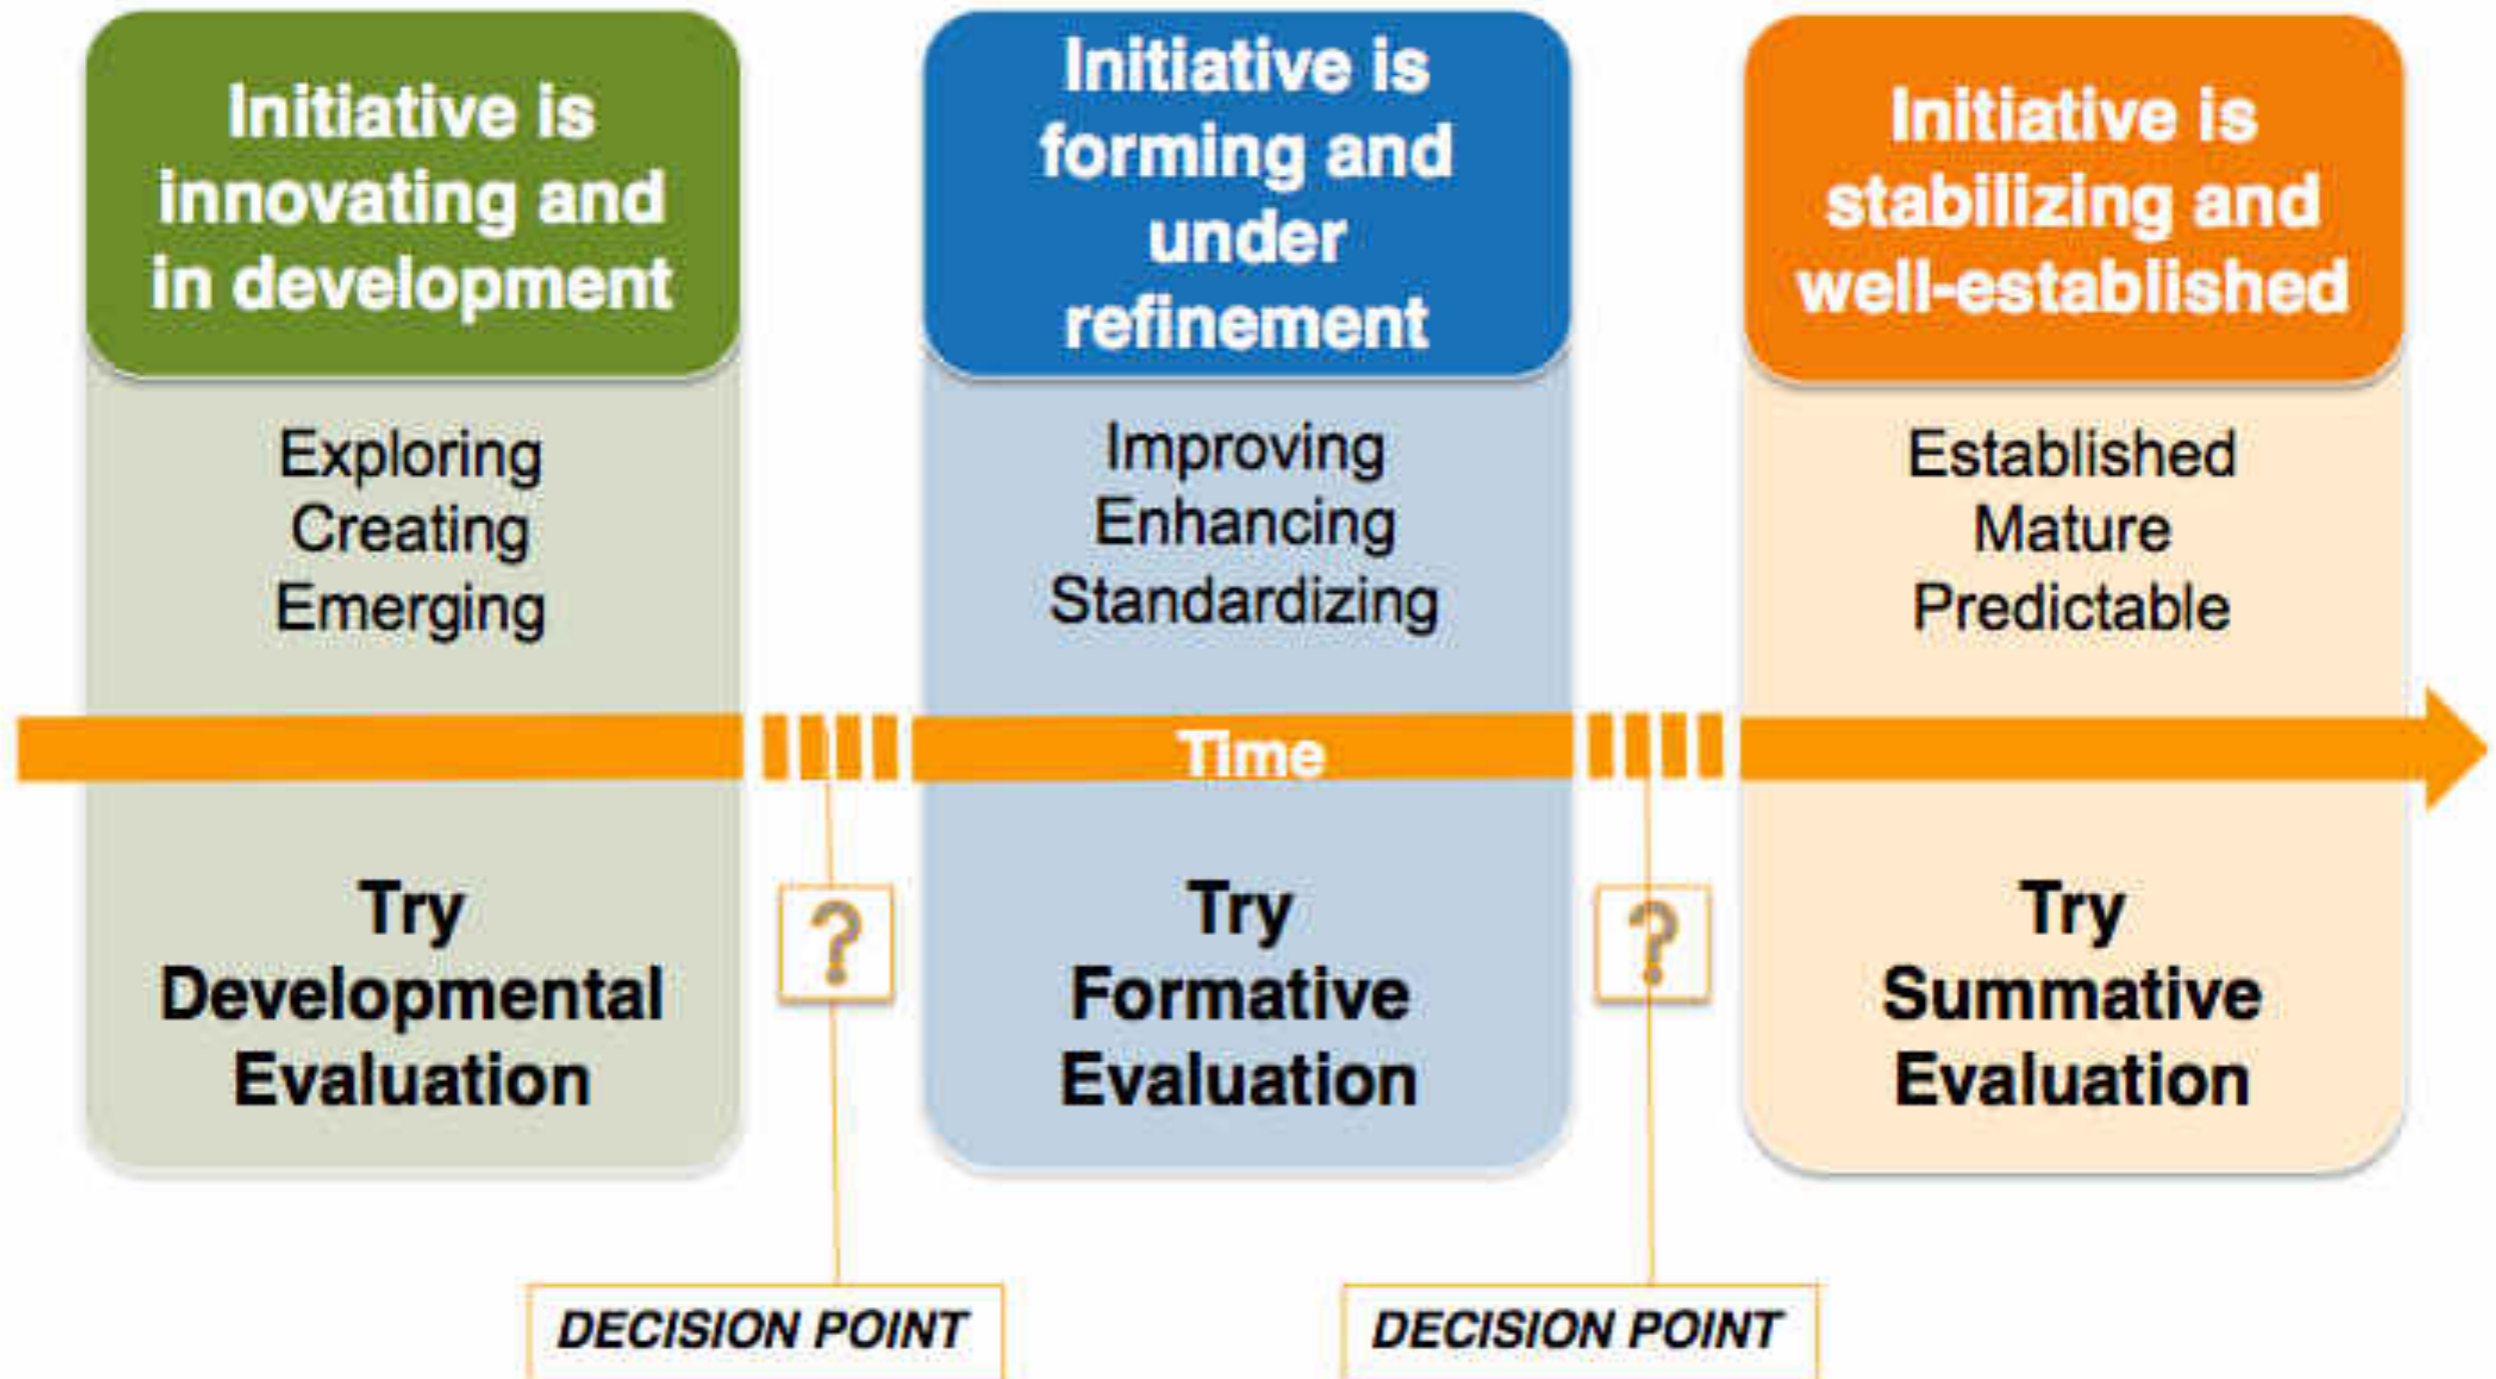 Initiative is
innovating and
in development
Exploring
Creating
Emerging
Try
Developmental
Evaluation
?
DECISION POINT
Initiative is
forming and
under
refinement
Improving
Enhancing
Standardizing
Time
Try
Formative
Evaluation
?
DECISION POINT
Initiative is
stabilizing and
well-established
Established
Mature
Predictable
Try
Summative
Evaluation